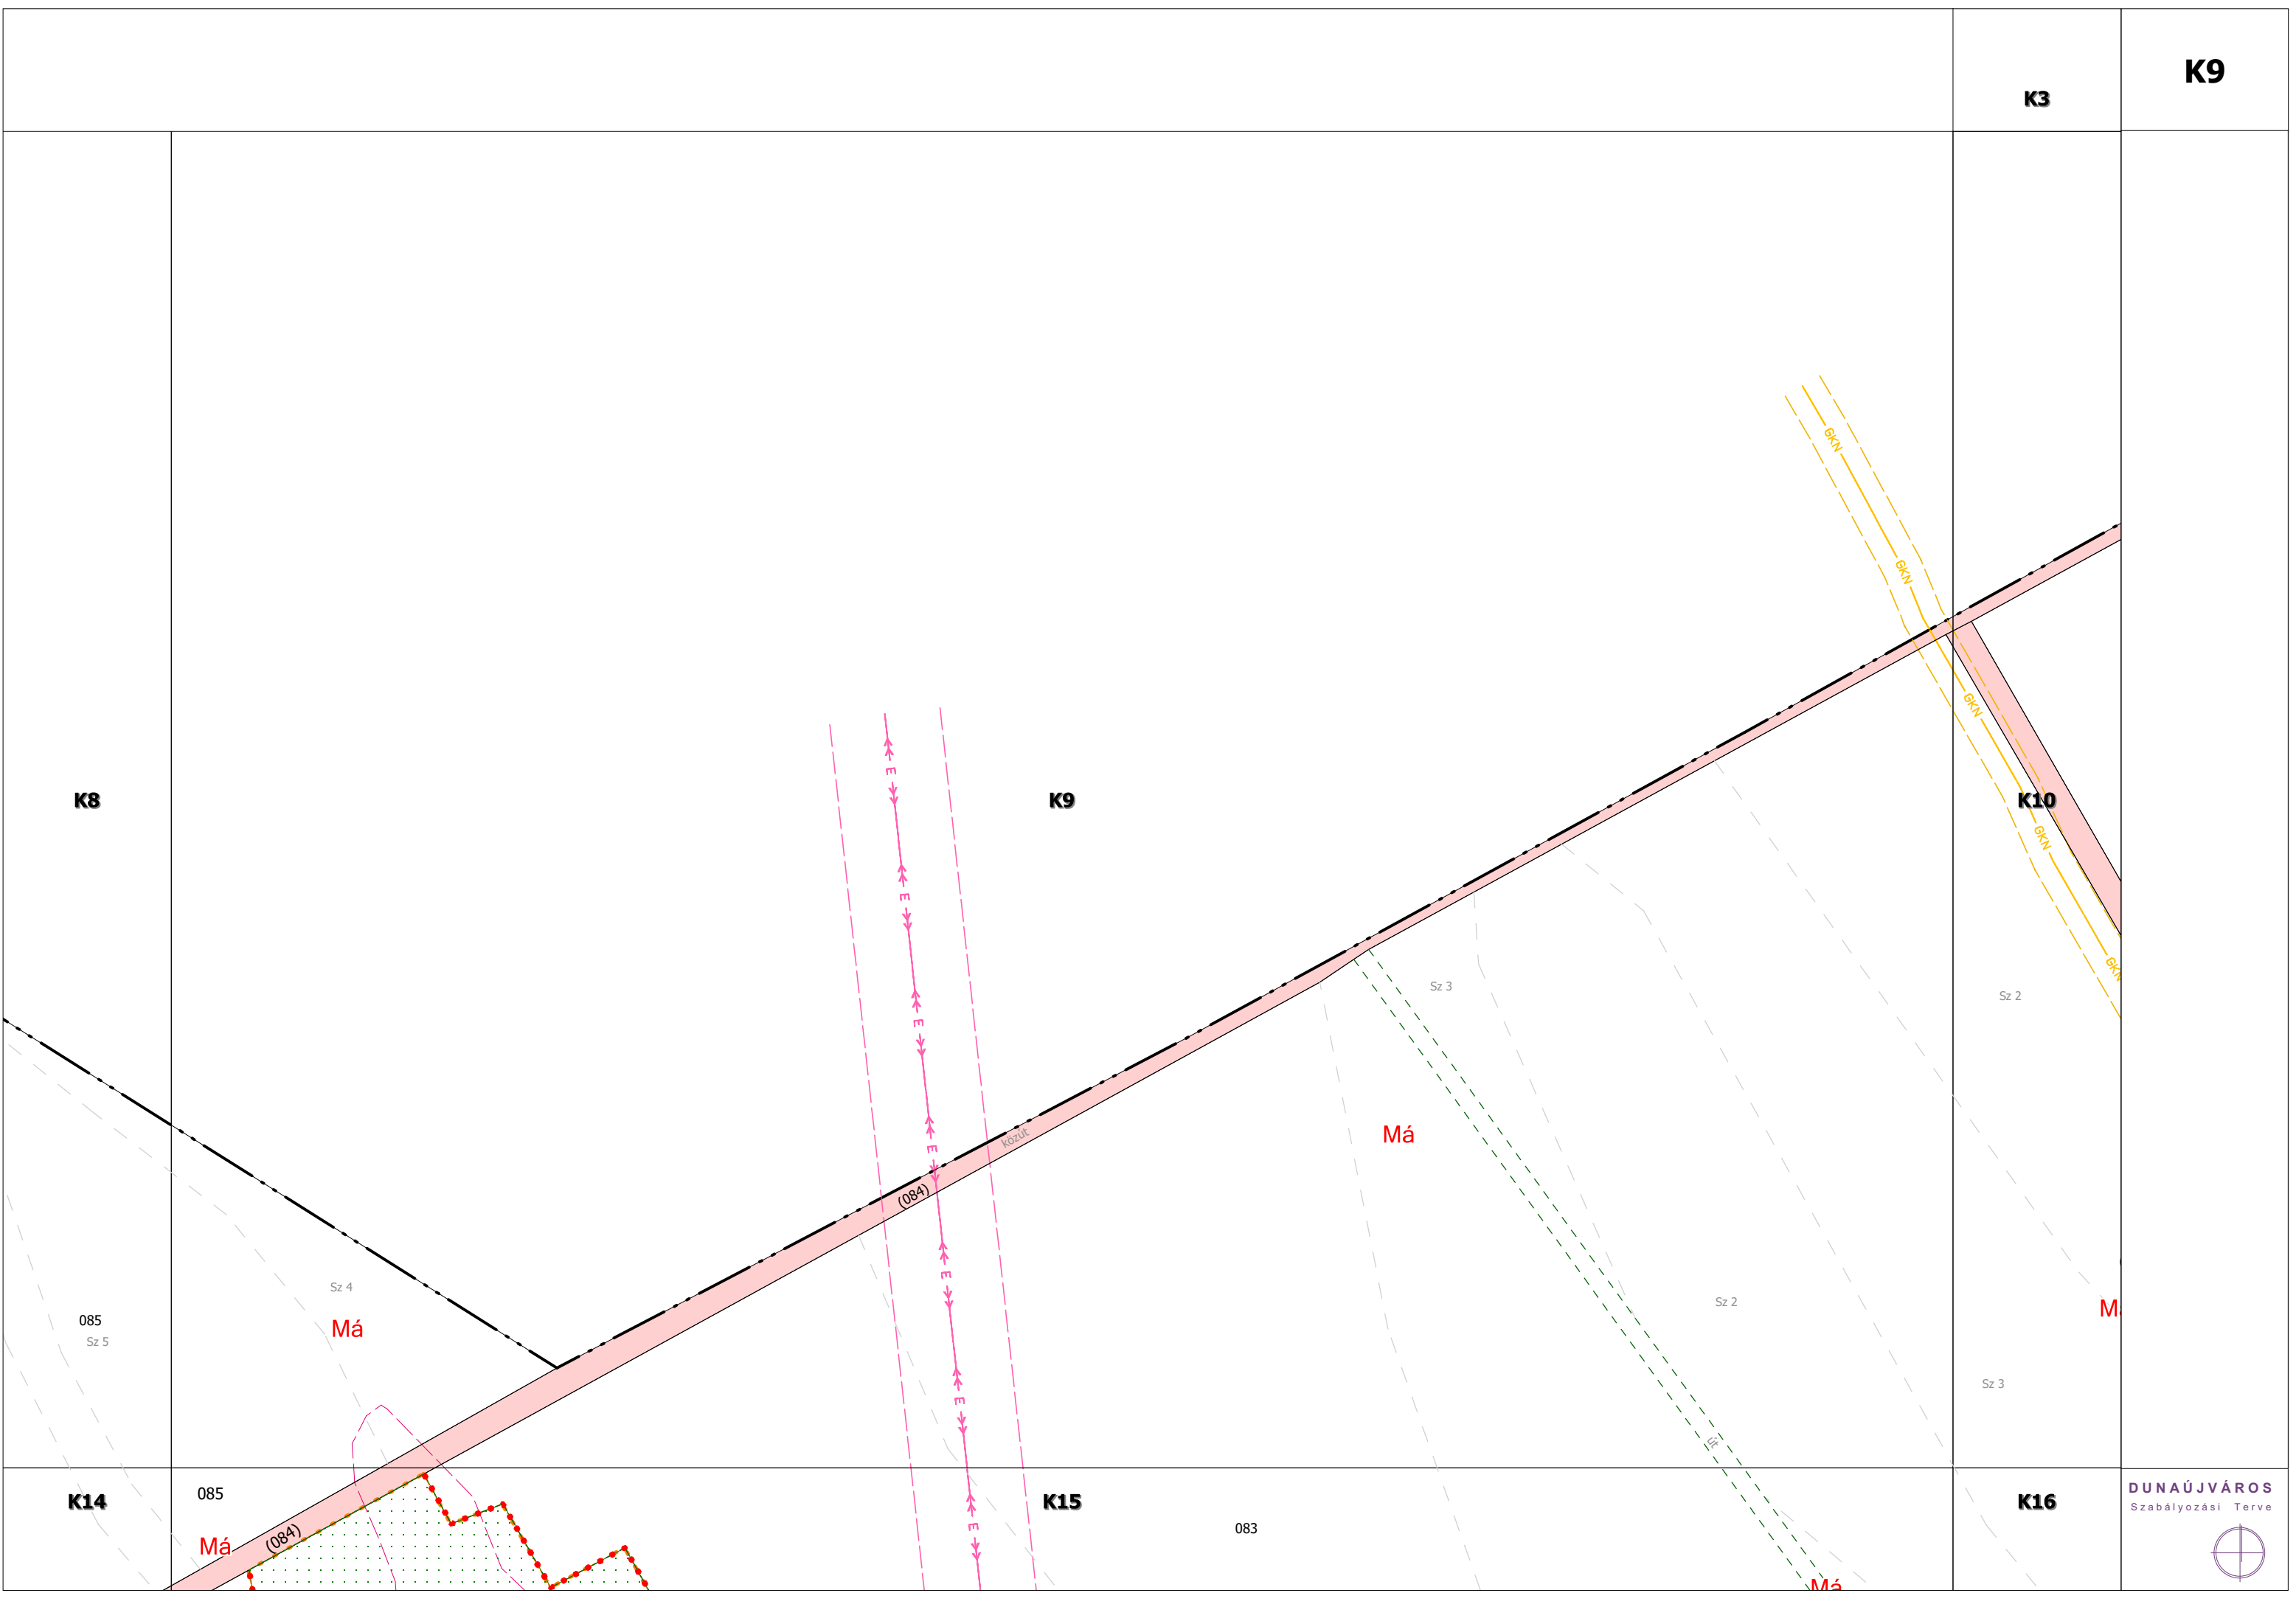 K9
K3
GKN
GKN
GKN
E
K8
K9
K10
GKN
E
GKN
Sz 3
Sz 2
E
Má
közút
E
(084)
E
Sz 4
Sz 2
085
Má
Sz 5
Sz 3
E
út
DUNAÚJVÁROS
Szabályozási Terve
085
K14
K15
K16
083
E
(084)
Má
Má